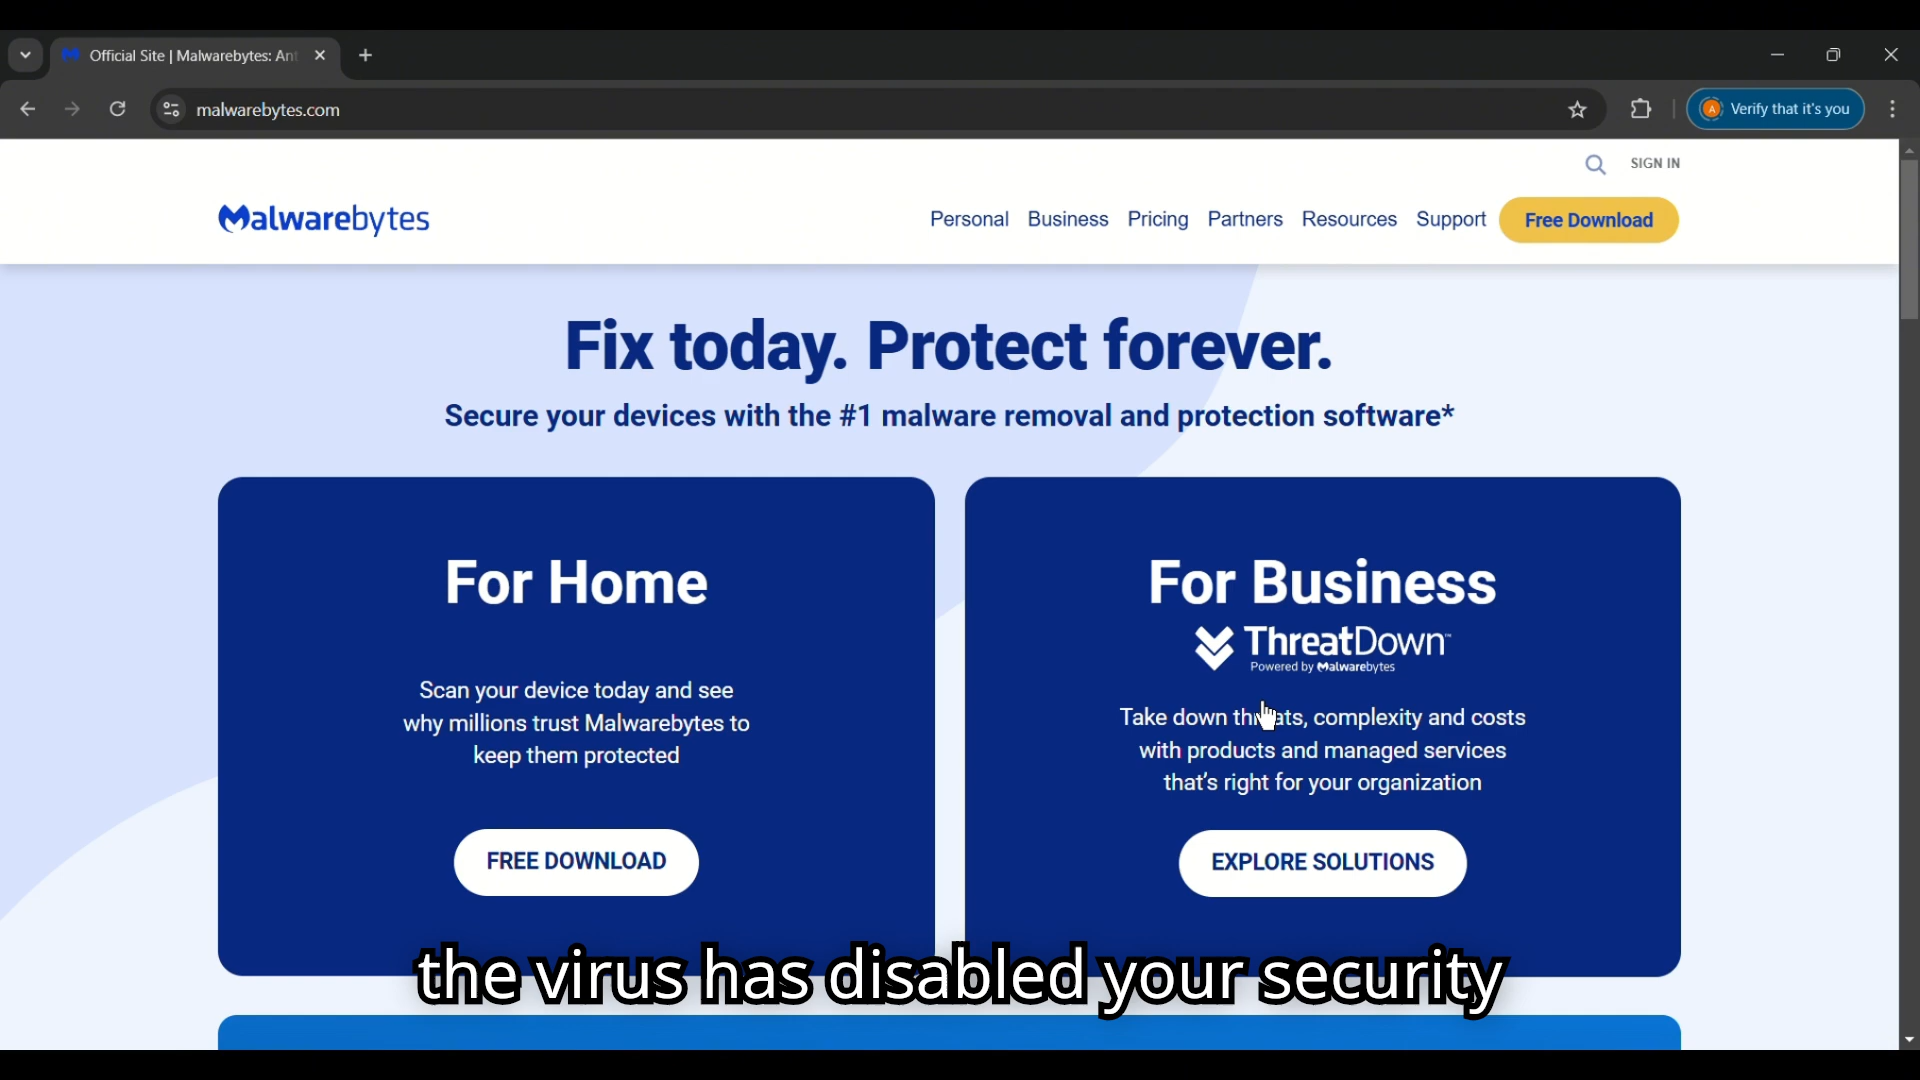 Official Site | Malwarebytes: Ant
malwarebytes.com
Verify that it's you
SIGN IN
Malwarebytes
Personal Business Pricing Partners Resources Support Free Download
Fix today. Protect forever.
Secure your devices with the #1 malware removal and protection software*
For Home
Scan your device today and see
why millions trust Malwarebytes to
keep them protected
FREE DOWNLOAD
For Business
ThreatDown™
Powered by Malwarebytes
Take down threats, complexity and costs
with products and managed services
that's right for your organization
EXPLORE SOLUTIONS
the virus has disabled your security